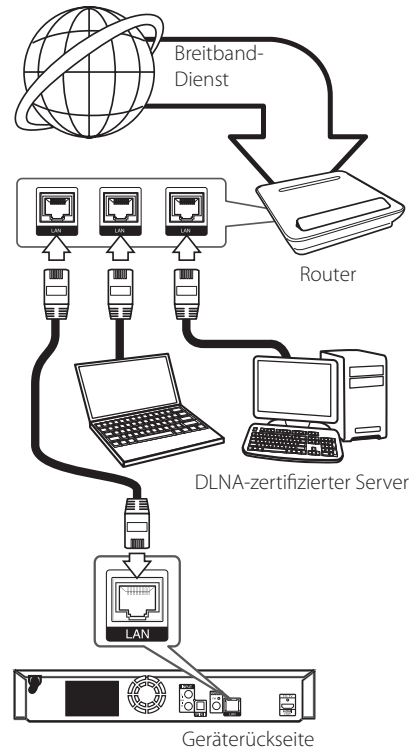 Breitband-
Dienst
LAN
LAN
LAN
Router
DLNA-zertifizierter Server
LAN
Geräterückseite